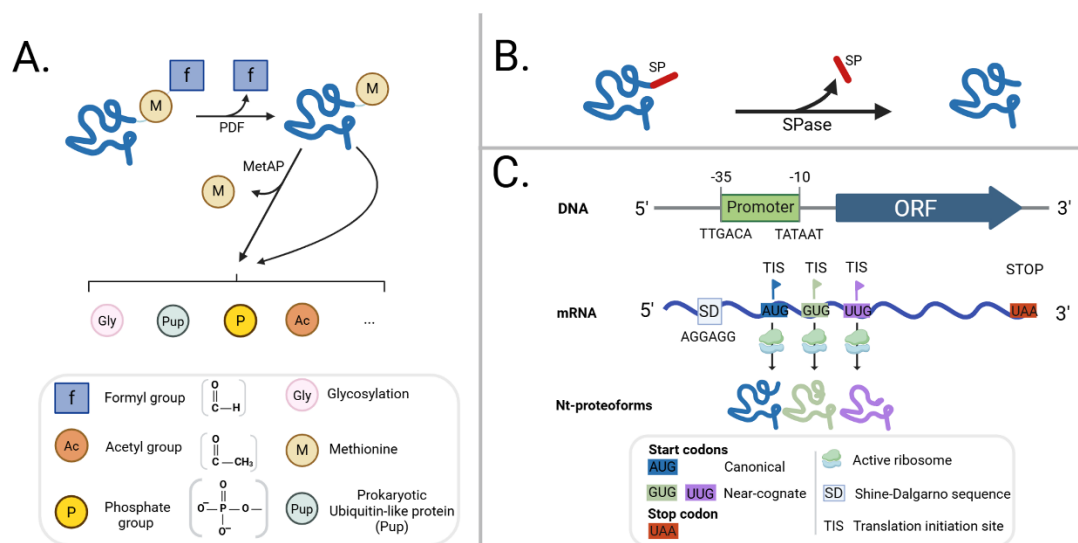 A.
f
f
M
PDF
M
MetAP
M
Gly
Pup
P
Ac
...
f
Formyl group
O
C—H
Gly
Glycosylation
Ac
Acetyl group
O
C—CH₃
M
Methionine
P
Phosphate
group
O
O⁻—P—O—
O⁻
Pup
Prokaryotic
Ubiquitin-like protein
(Pup)
B.
SP
SP
SPase
C.
-35
-10
DNA
5'
Promoter
ORF
3'
TTGACA
TATAAT
TIS
TIS
TIS
STOP
mRNA
5'
SD
AUG
GUG
UUG
UAA
3'
AGGAGG
Nt-proteoforms
Start codons
AUG
Canonical
GUG
UUG
Near-cognate
Stop codon
UAA
Active ribosome
SD
Shine-Dalgarno sequence
TIS
Translation initiation site